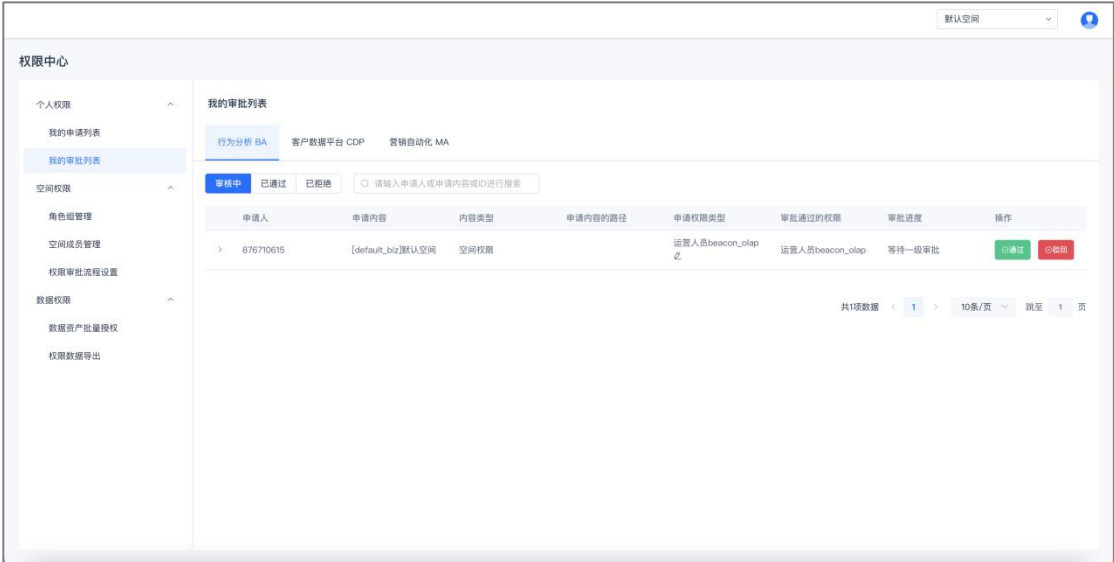 默认空间
权限中心
个人权限
我的申请列表
我的审批列表
空间权限
角色组管理
空间成员管理
权限审批流程设置
数据权限
数据资产批量授权
权限数据导出
我的审批列表
行为分析 BA 客户数据平台 CDP 营销自动化 MA
审核中 已通过 已拒绝 请输入申请人或申请内容或ID进行搜索
申请人 申请内容 内容类型 申请内容的路径 申请权限类型 审批通过的权限 审批进度 操作
876710615 [default_biz]默认空间 空间权限 运营人员beacon_olap 运营人员beacon_olap 等待一级审批 通过 驳回
共1项数据 1 10条/页 跳至 1 页